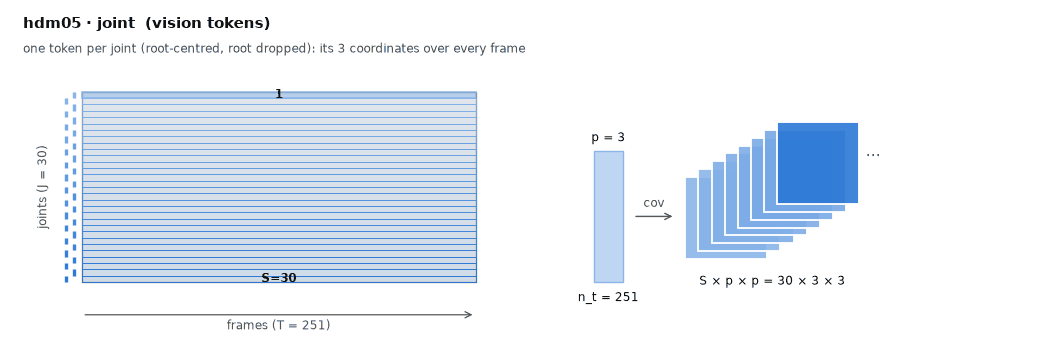 hdm05 · joint  (vision tokens)
one token per joint (root-centred, root dropped): its 3 coordinates over every frame
1
joints (J = 30)
S=30
frames (T = 251)
p = 3
cov
n_t = 251
...
S × p × p = 30 × 3 × 3